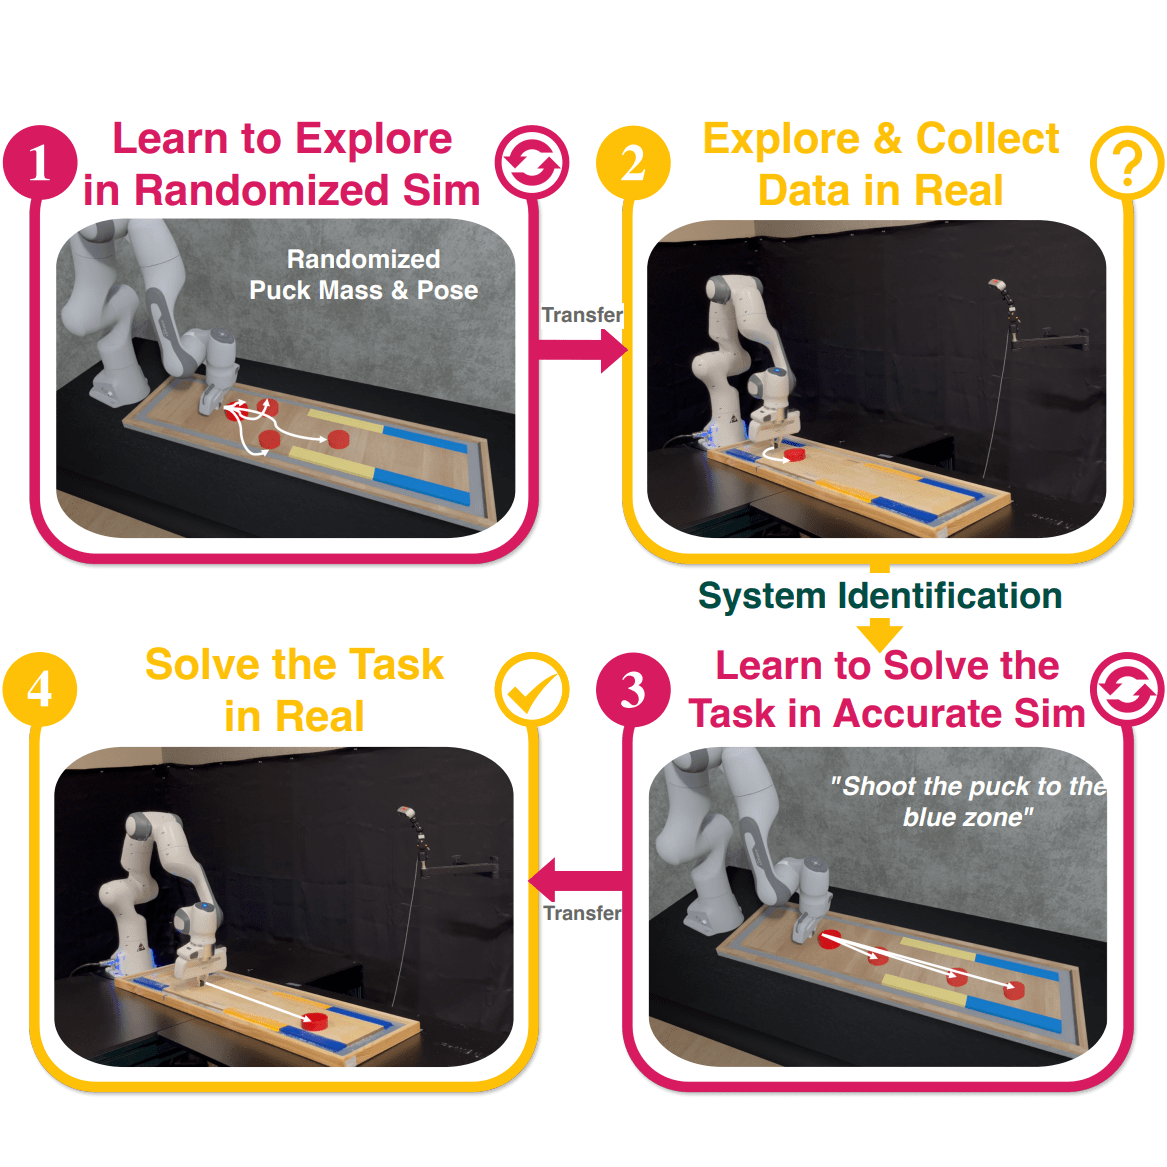 1
Learn to Explore
in Randomized Sim
Randomized
Puck Mass & Pose
Transfer
2
Explore & Collect
Data in Real
?
System Identification
3
Learn to Solve the
Task in Accurate Sim
"Shoot the puck to the
blue zone"
Transfer
4
Solve the Task
in Real